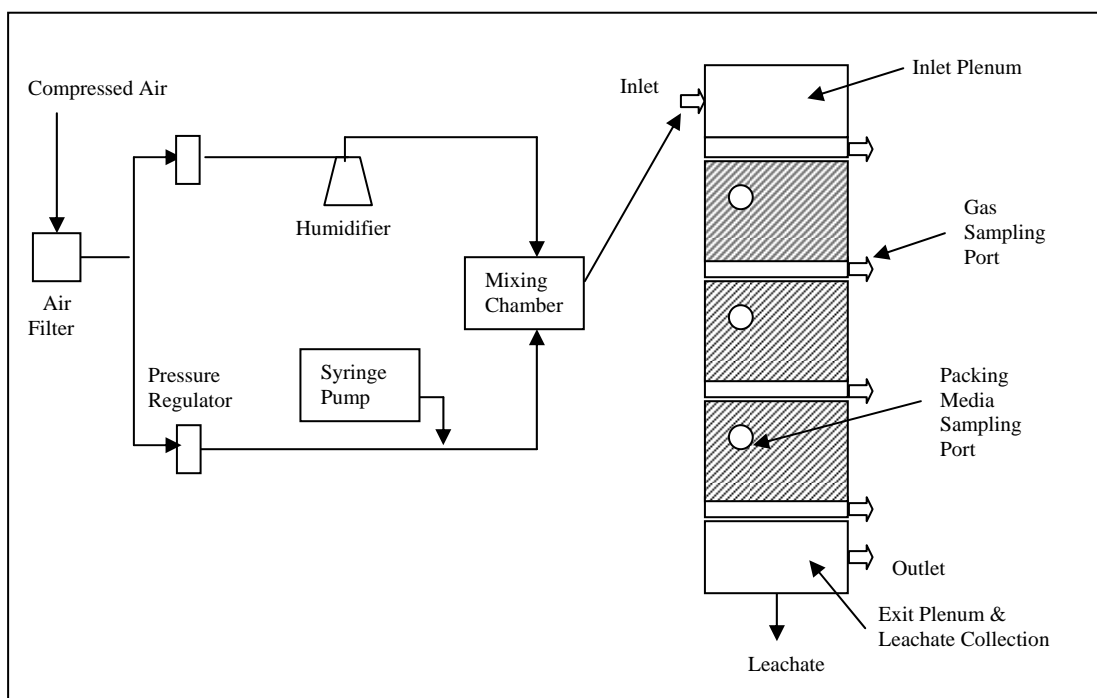 Compressed Air
Air
Filter
Humidifier
Pressure
Regulator
Syringe
Pump
Mixing
Chamber
Inlet
Inlet Plenum
Gas
Sampling
Port
Packing
Media
Sampling
Port
Outlet
Exit Plenum &
Leachate Collection
Leachate